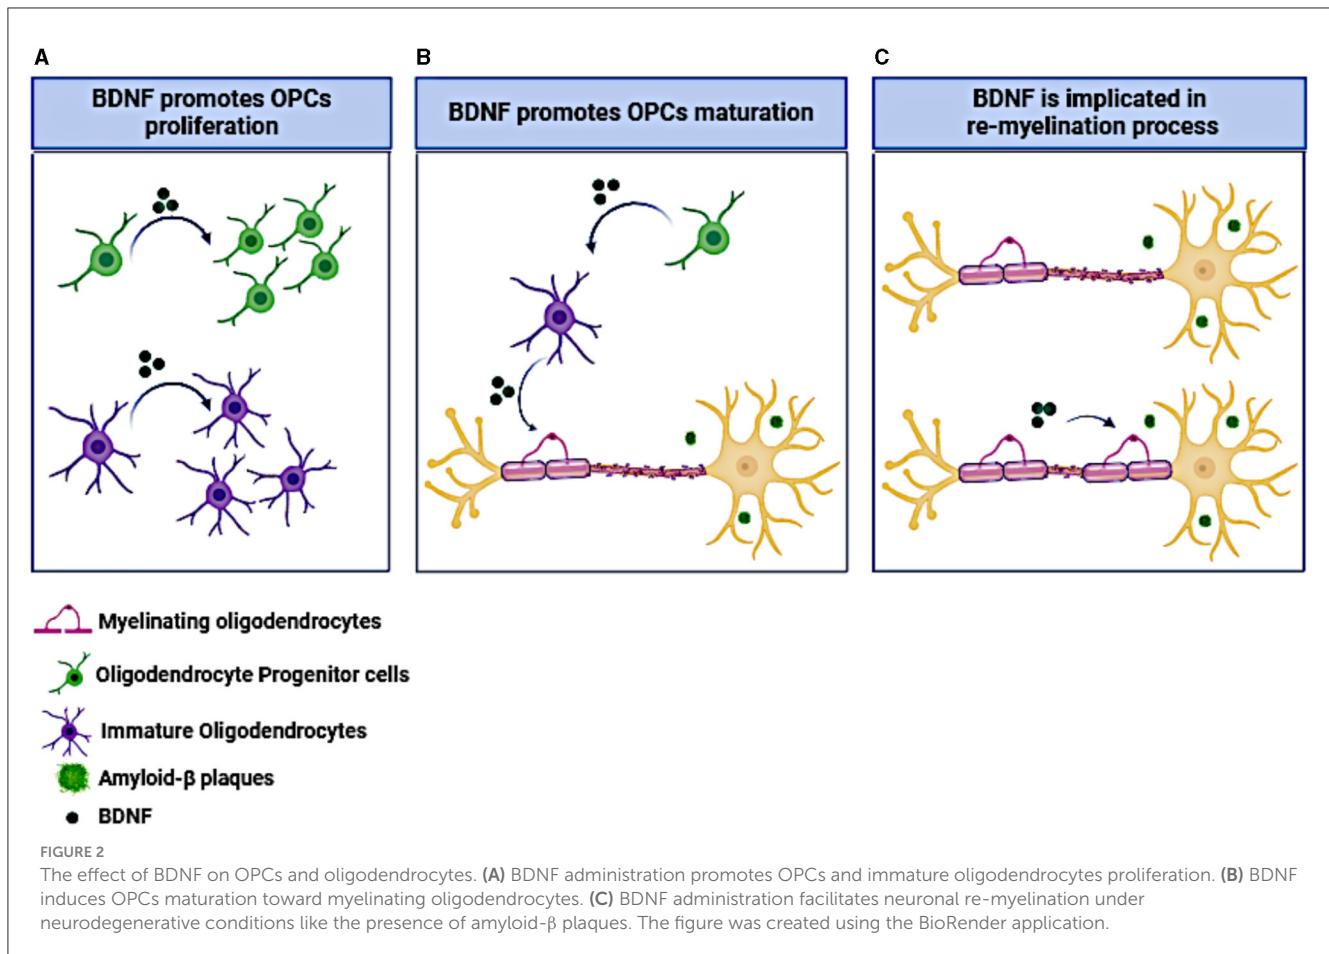 A
B
C
BDNF promotes OPCs
proliferation
BDNF promotes OPCs maturation
BDNF is implicated in
re-myelination process
Myelinating oligodendrocytes
Oligodendrocyte Progenitor cells
Immature Oligodendrocytes
Amyloid-β plaques
BDNF
FIGURE 2
The effect of BDNF on OPCs and oligodendrocytes. (A) BDNF administration promotes OPCs and immature oligodendrocytes proliferation. (B) BDNF
induces OPCs maturation toward myelinating oligodendrocytes. (C) BDNF administration facilitates neuronal re-myelination under
neurodegenerative conditions like the presence of amyloid-β plaques. The figure was created using the BioRender application.